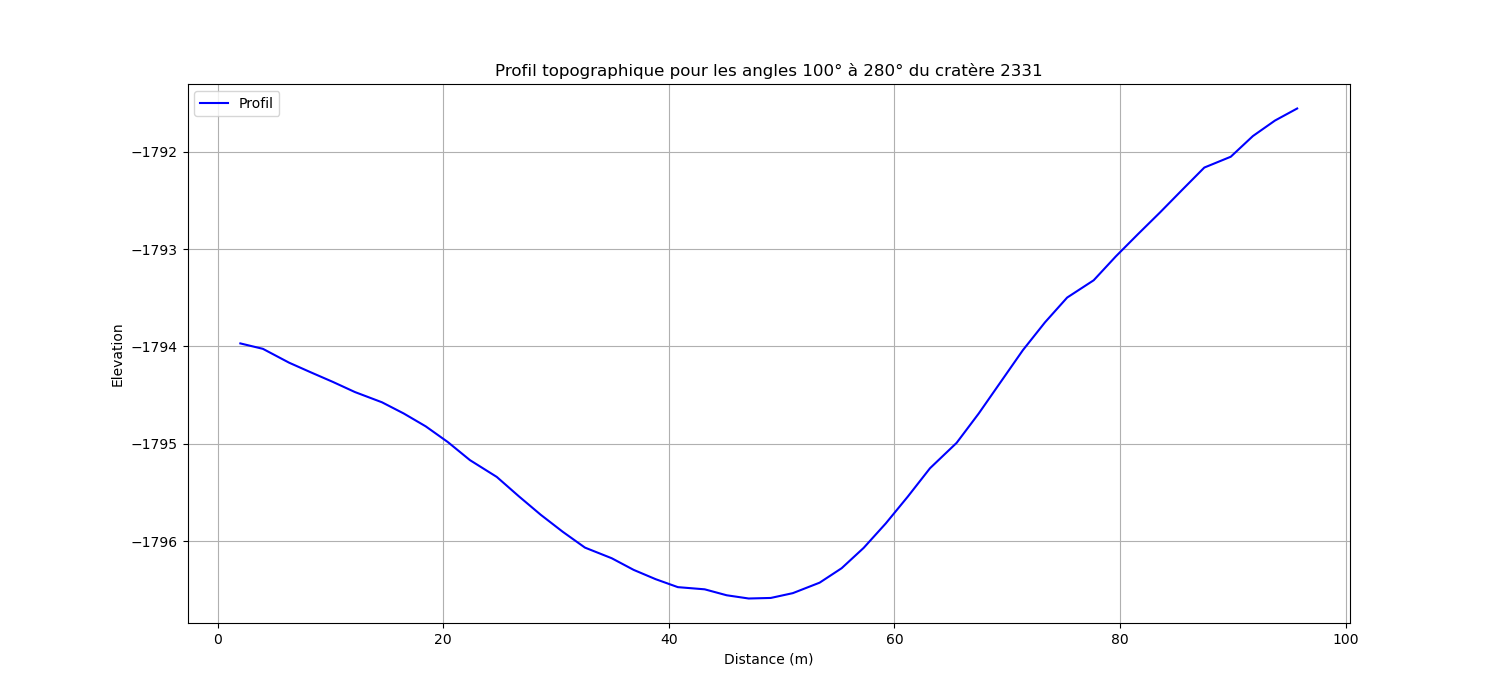 Profil topographique pour les angles 100° à 280° du cratère 2331
Profil
−1792
−1793
−1794
−1795
−1796
Elevation
0 20 40 60 80 100
Distance (m)